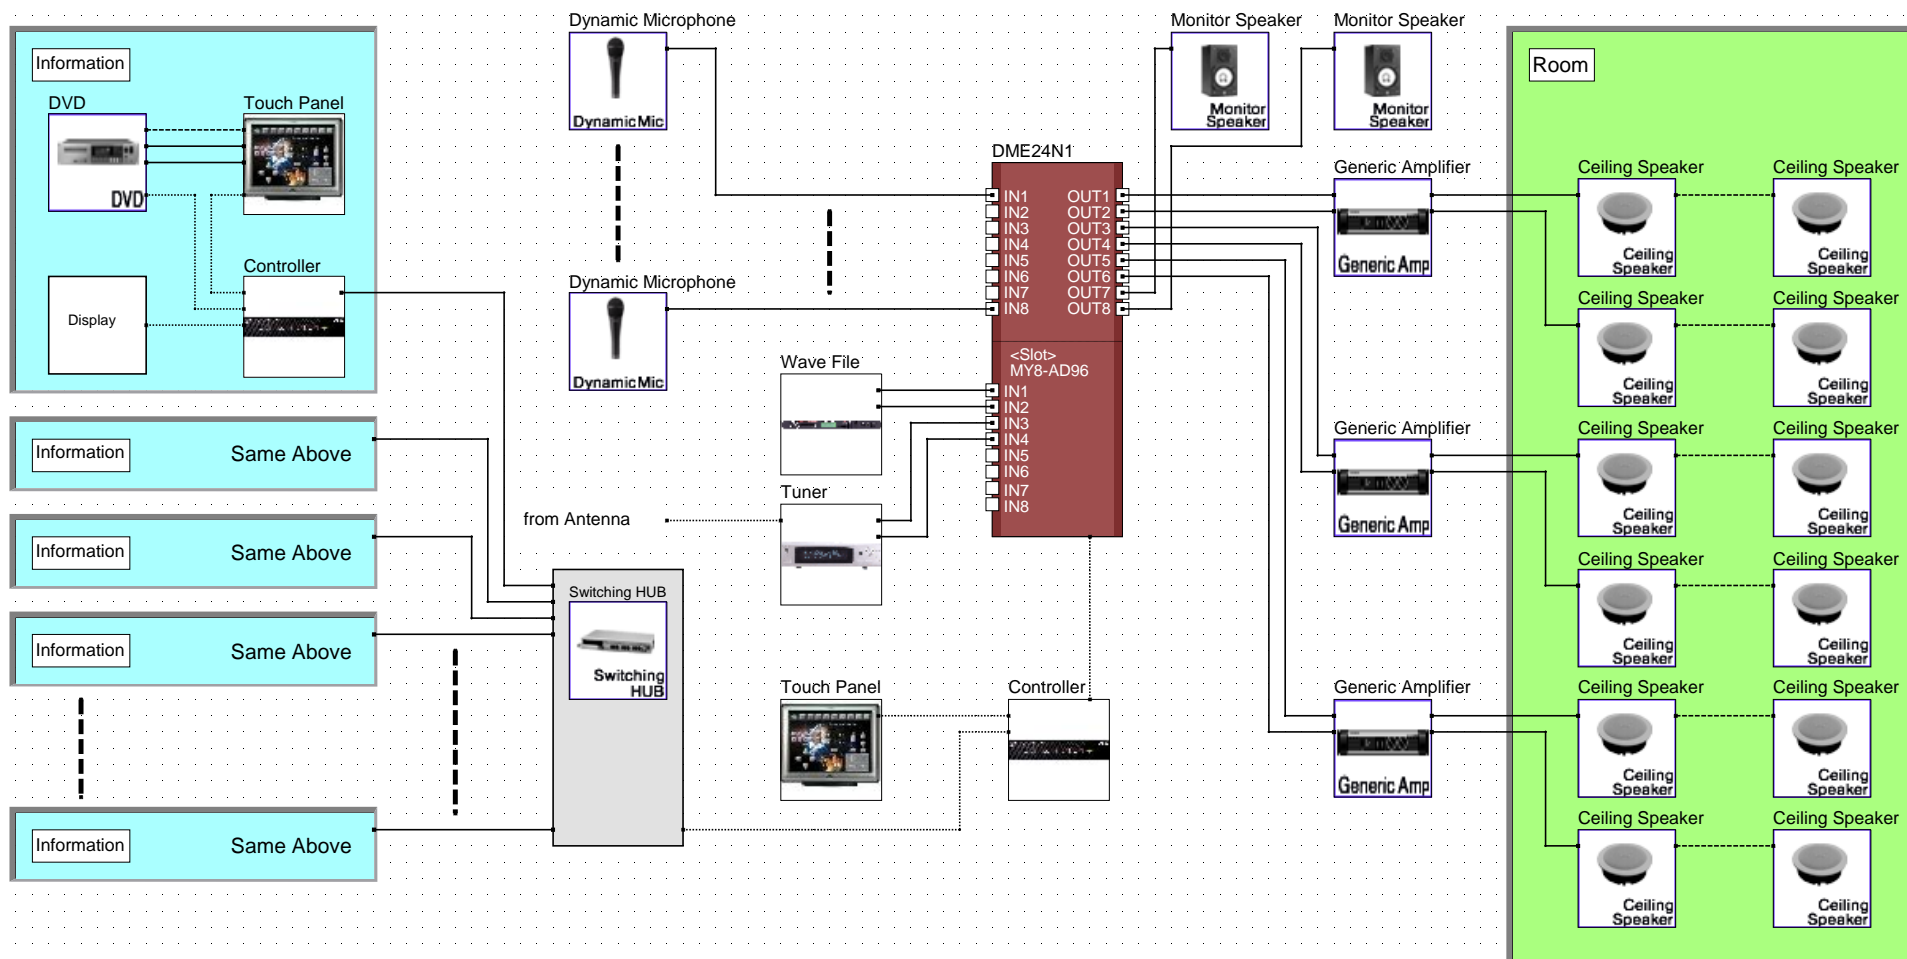 Information
DVD
Touch Panel
DVD
Controller
Display
Information
Same Above
Information
Same Above
Information
Same Above
Information
Same Above
Dynamic Microphone
DynamicMic
Dynamic Microphone
DynamicMic
from Antenna
Switching HUB
Switching
HUB
Wave File
Tuner
Touch Panel
Controller
DME24N1
IN1 OUT1
IN2 OUT2
IN3 OUT3
IN4 OUT4
IN5 OUT5
IN6 OUT6
IN7 OUT7
IN8 OUT8
<Slot>
MY8-AD96
IN1
IN2
IN3
IN4
IN5
IN6
IN7
IN8
Monitor Speaker
Monitor
Speaker
Monitor Speaker
Monitor
Speaker
Generic Amplifier
Generic Amp
Generic Amplifier
Generic Amp
Generic Amplifier
Generic Amp
Room
Ceiling Speaker
Ceiling
Speaker
Ceiling Speaker
Ceiling
Speaker
Ceiling Speaker
Ceiling
Speaker
Ceiling Speaker
Ceiling
Speaker
Ceiling Speaker
Ceiling
Speaker
Ceiling Speaker
Ceiling
Speaker
Ceiling Speaker
Ceiling
Speaker
Ceiling Speaker
Ceiling
Speaker
Ceiling Speaker
Ceiling
Speaker
Ceiling Speaker
Ceiling
Speaker
Ceiling Speaker
Ceiling
Speaker
Ceiling Speaker
Ceiling
Speaker